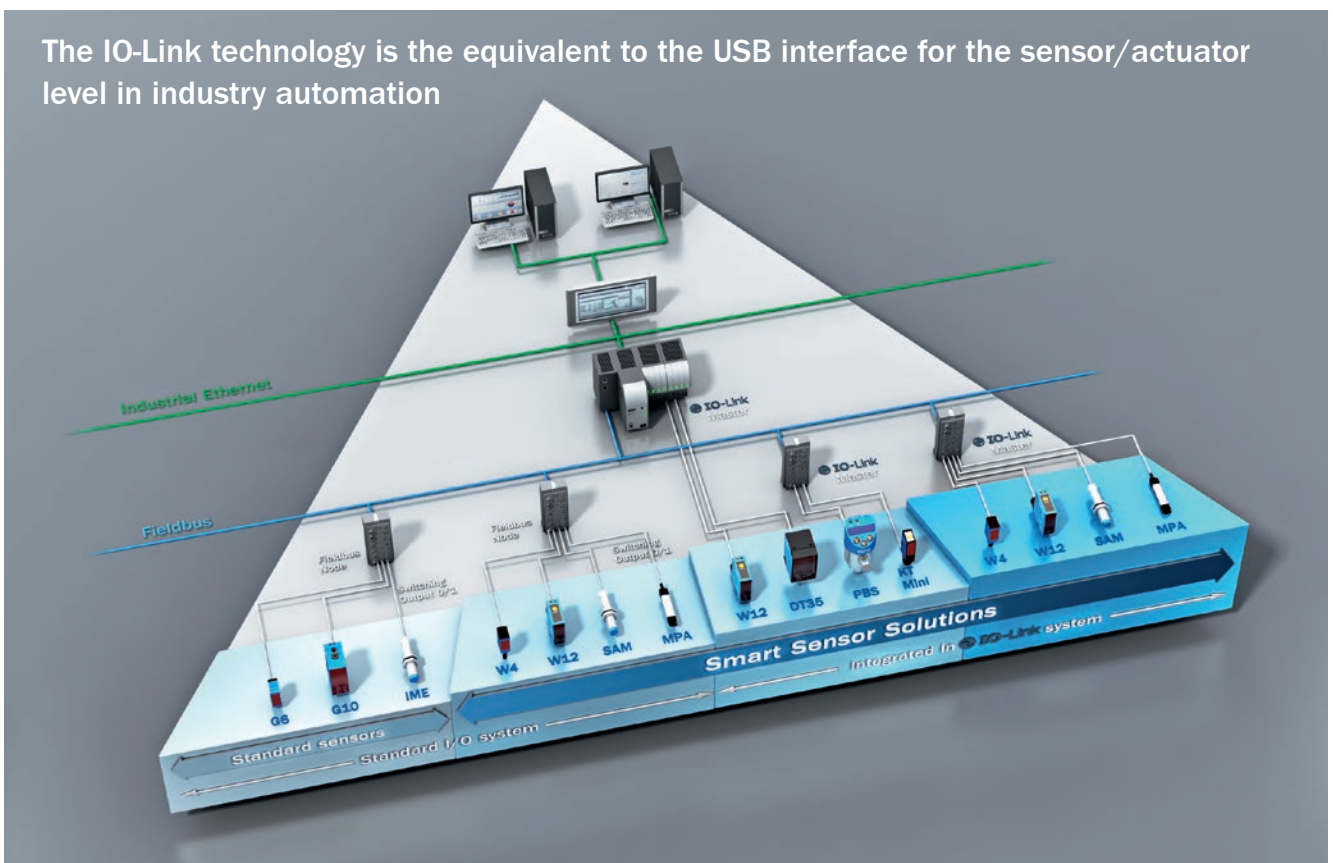 The IO-Link technology is the equivalent to the USB interface for the sensor/actuator
level in industry automation
Industrial Ethernet
IO-Link
Master
IO-Link
Master
IO-Link
Master
Fieldbus
Fieldbus
Node
Switching
Output 0/1
Fieldbus
Node
Switching
Output 0/1
G6
G10
IME
W4
W12
SAM
MPA
W12
DT35
PBS
KT
Mini
W4
W12
SAM
MPA
Smart Sensor Solutions
Integrated in IO-Link system
Standard sensors
Standard I/O system